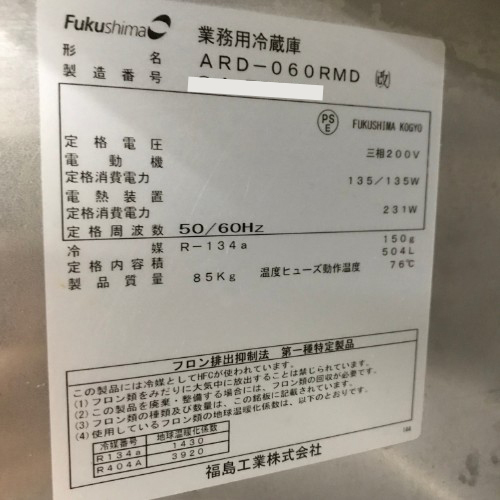 Fukushima 業務用冷蔵庫
形名 ARD-060RMD (改)
製造番号
PSE FUKUSHIMA KOGYO
定格電圧 三相200V
電動機
定格消費電力 135/135W
電熱装置
定格消費電力 231W
定格周波数 50/60Hz
冷媒 R-134a 150g
定格内容積 504L
製品質量 85Kg 温度ヒューズ動作温度 76℃
フロン排出抑制法 第一種特定製品
この製品には冷媒としてHFCが使われています。
(1)フロン類をみだりに大気中に放出することは禁じられています。
(2)この製品を廃棄・整備する場合には、フロン類の回収が必要です。
(3)フロン類の種類及び数量は、この銘板に記載されています。
(4)使用しているフロン類の地球温暖化係数は、以下のとおりです。
冷媒番号 地球温暖化係数
R134a 1430
R404A 3920
福島工業株式会社